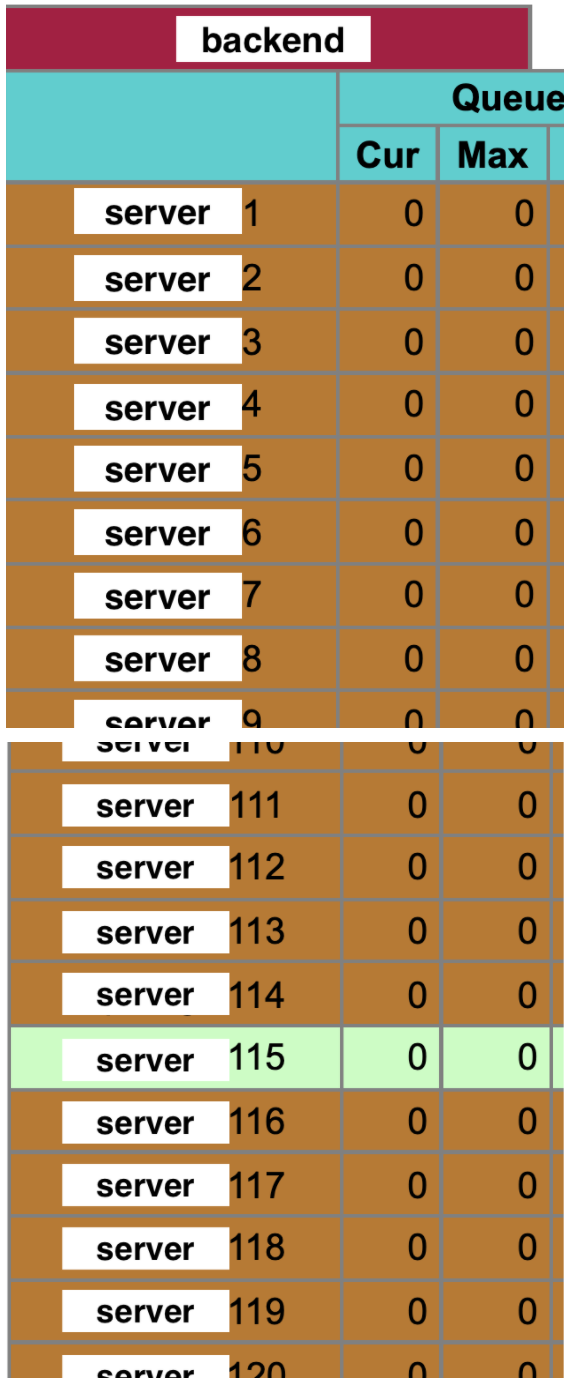 backend
Queue
Cur Max
server 1 0 0
server 2 0 0
server 3 0 0
server 4 0 0
server 5 0 0
server 6 0 0
server 7 0 0
server 8 0 0
server 9 0 0
server 110 0 0
server 111 0 0
server 112 0 0
server 113 0 0
server 114 0 0
server 115 0 0
server 116 0 0
server 117 0 0
server 118 0 0
server 119 0 0
server 120 0 0